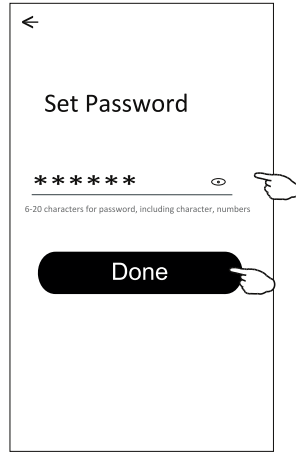 Set Password
******
6-20 characters for password, including character, numbers
Done